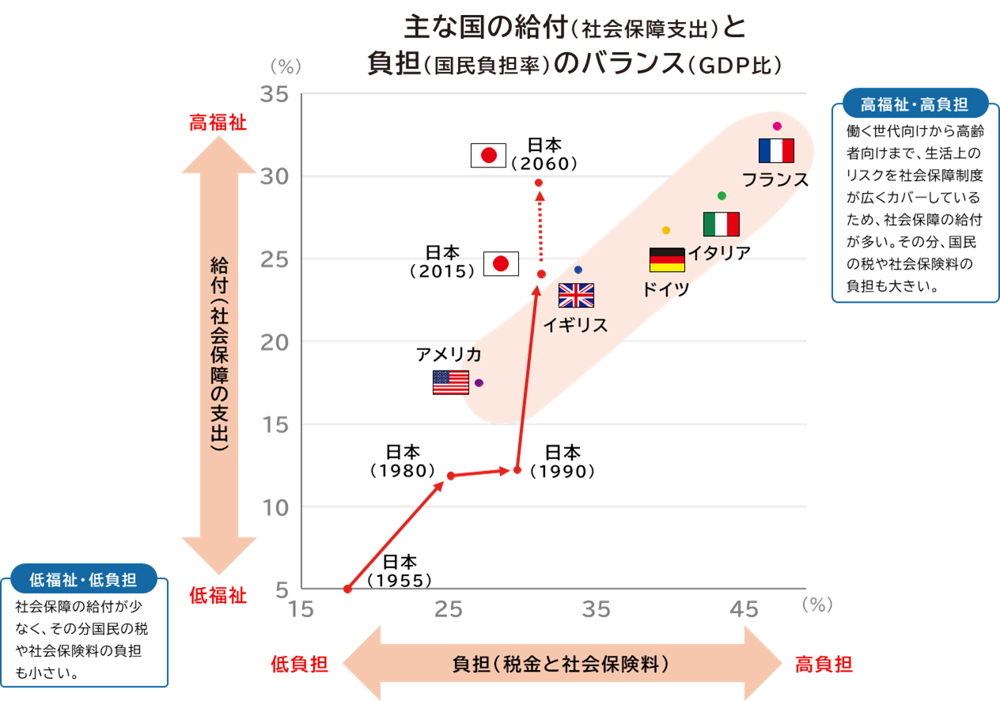 主な国の給付（社会保障支出）と
負担（国民負担率）のバランス（GDP比）
（%）
35
30
25
20
15
10
5
15
25
35
45
（%）
高福祉
給付（社会保障の支出）
低福祉
低負担
負担（税金と社会保険料）
高負担
日本
（2060）
日本
（2015）
日本
（1980）
日本
（1990）
日本
（1955）
アメリカ
イギリス
ドイツ
イタリア
フランス
高福祉・高負担
働く世代向けから高齢
者向けまで、生活上の
リスクを社会保障制度
が広くカバーしている
ため、社会保障の給付
が多い。その分、国民
の税や社会保険料の
負担も大きい。
低福祉・低負担
社会保障の給付が少
なく、その分国民の税
や社会保険料の負担
も小さい。